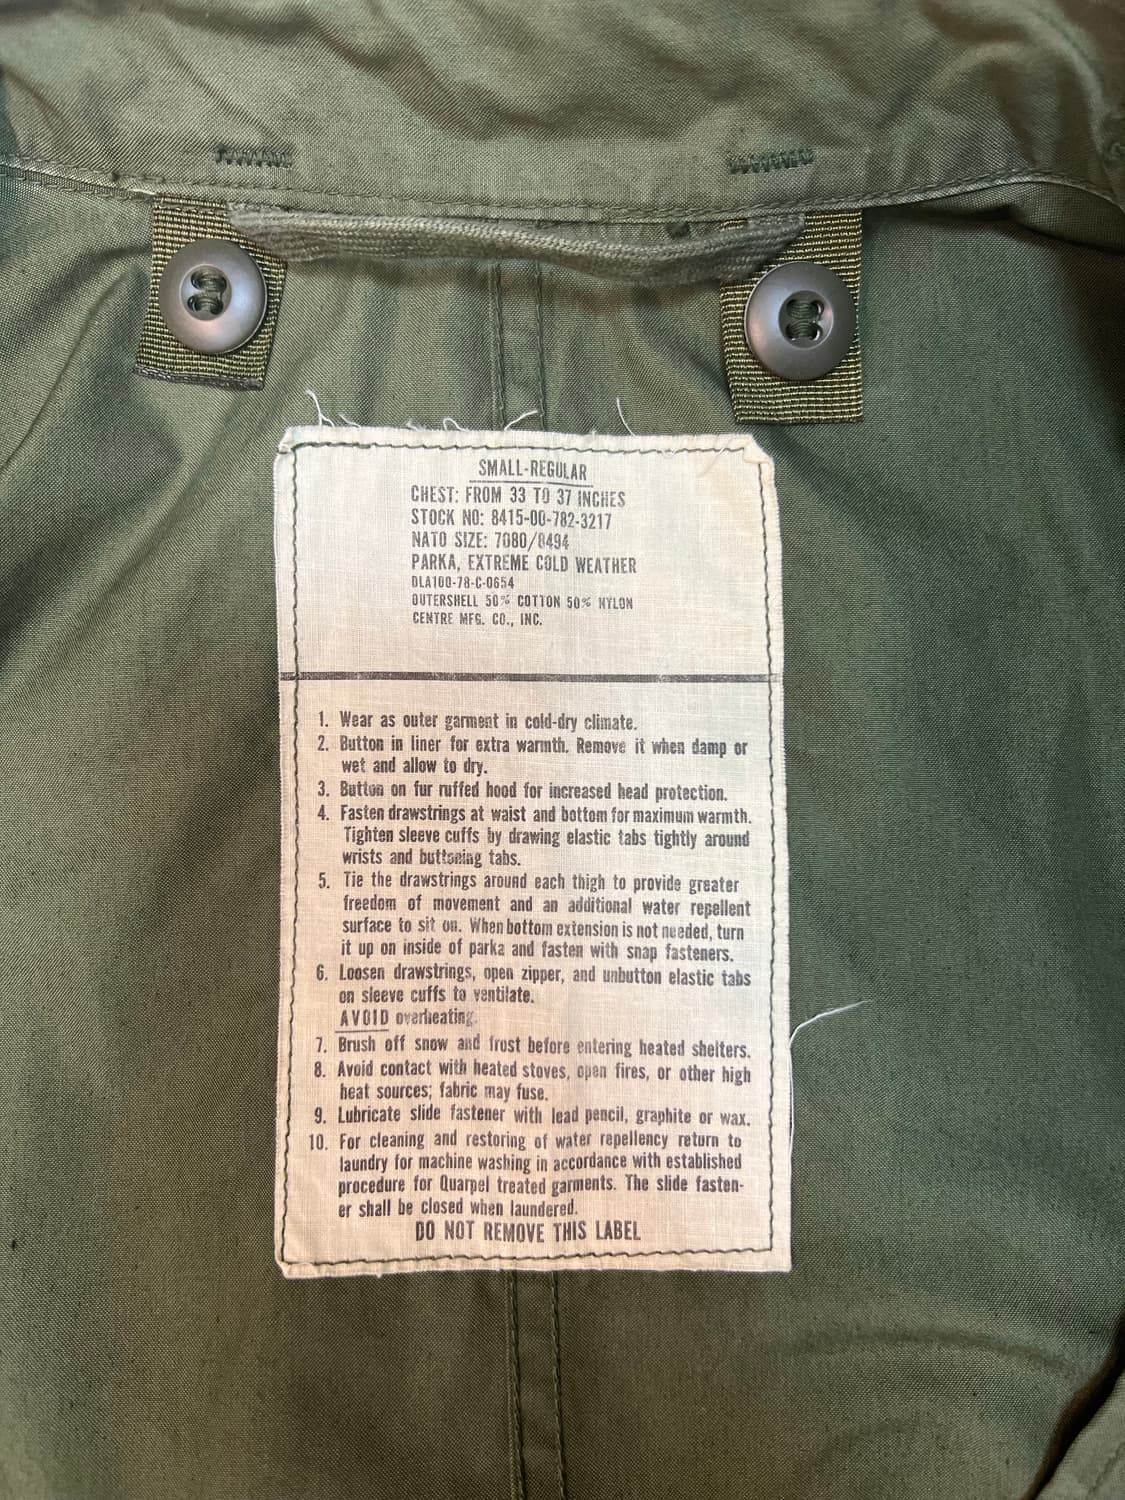 SMALL-REGULAR
CHEST: FROM 33 TO 37 INCHES
STOCK NO: 8415-00-782-3217
NATO SIZE: 7080/8494
PARKA, EXTREME COLD WEATHER
DLA100-78-C-0654
OUTERSHELL 50% COTTON 50% NYLON
CENTRE MFG. CO., INC.
1. Wear as outer garment in cold-dry climate.
2. Button in liner for extra warmth. Remove it when damp or
wet and allow to dry.
3. Button on fur ruffed hood for increased head protection.
4. Fasten drawstrings at waist and bottom for maximum warmth.
Tighten sleeve cuffs by drawing elastic tabs tightly around
wrists and buttoning tabs.
5. Tie the drawstrings around each thigh to provide greater
freedom of movement and an additional water repellent
surface to sit on. When bottom extension is not needed, turn
it up on inside of parka and fasten with snap fasteners.
6. Loosen drawstrings, open zipper, and unbutton elastic tabs
on sleeve cuffs to ventilate.
AVOID overheating.
7. Brush off snow and frost before entering heated shelters.
8. Avoid contact with heated stoves, open fires, or other high
heat sources; fabric may fuse.
9. Lubricate slide fastener with lead pencil, graphite or wax.
10. For cleaning and restoring of water repellency return to
laundry for machine washing in accordance with established
procedure for Quarpel treated garments. The slide fasten-
er shall be closed when laundered.
DO NOT REMOVE THIS LABEL